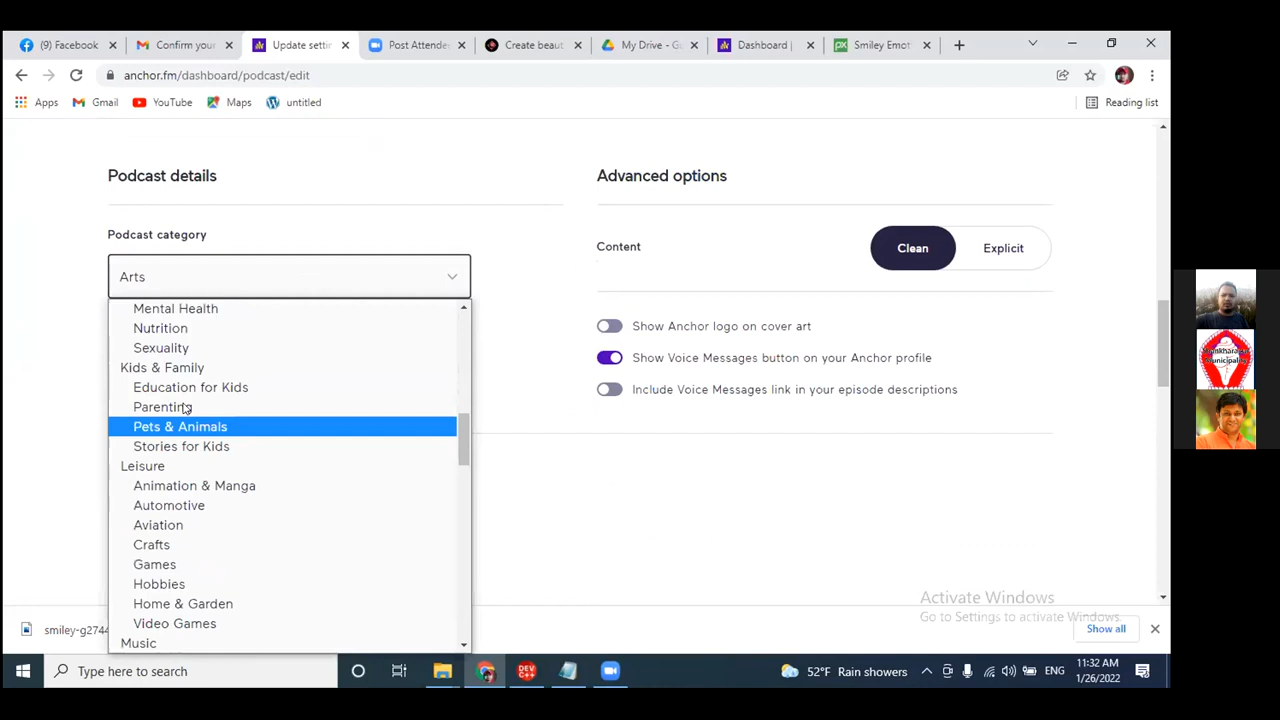 (9) Facebook
Confirm your
Update settin
Post Attende
Create beaut
My Drive - Go
Dashboard |
Smiley Emoti
anchor.fm/dashboard/podcast/edit
Apps
Gmail
YouTube
Maps
untitled
Reading list
Podcast details
Advanced options
Podcast category
Content
Clean
Explicit
Arts
Mental Health
Nutrition
Sexuality
Kids & Family
Education for Kids
Parenting
Pets & Animals
Stories for Kids
Leisure
Animation & Manga
Automotive
Aviation
Crafts
Games
Hobbies
Home & Garden
Video Games
Music
Show Anchor logo on cover art
Show Voice Messages button on your Anchor profile
Include Voice Messages link in your episode descriptions
Activate Windows
Go to Settings to activate Windows.
smiley-g2744
Show all
Type here to search
DEV
C++
52°F Rain showers
ENG
11:32 AM
1/26/2022